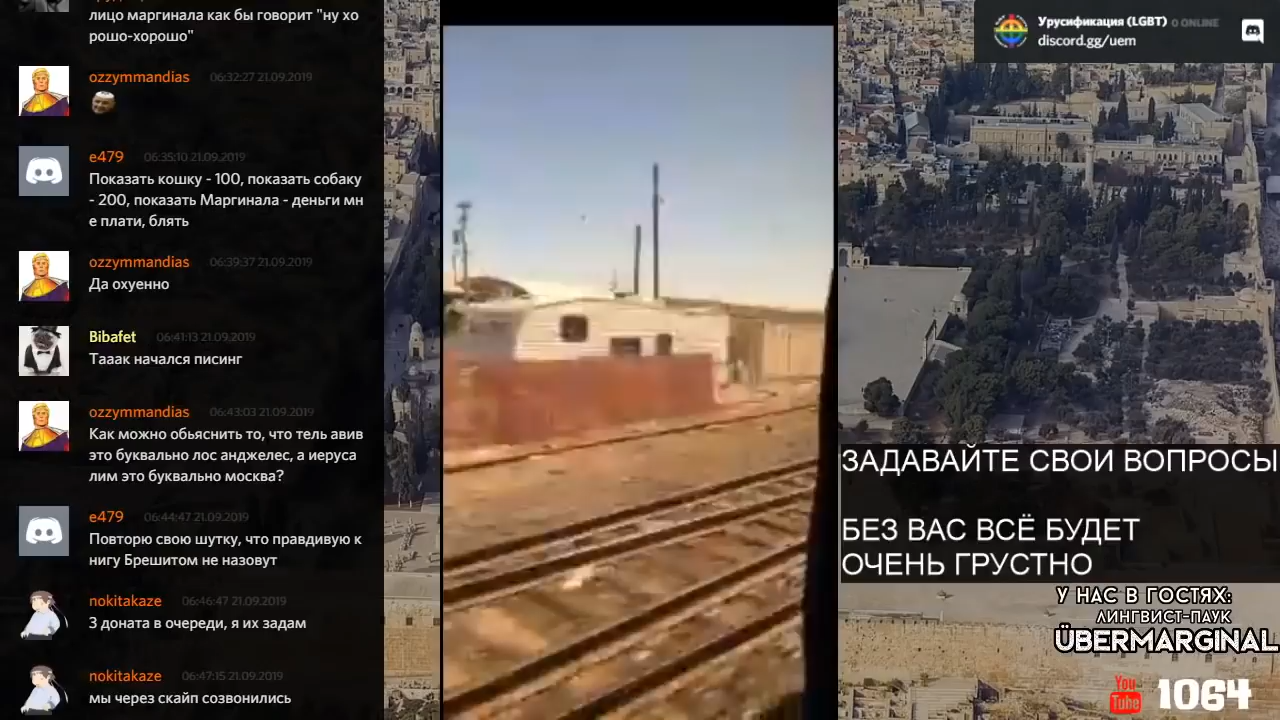 лицо маргинала как бы говорит "ну хо
рошо-хорошо"
ozzymmandias 06:32:27 21.09.2019
e479 06:35:10 21.09.2019
Показать кошку - 100, показать собаку
- 200, показать Маргинала - деньги мн
е плати, блять
ozzymmandias 06:39:37 21.09.2019
Да охуенно
Bibafet 06:41:13 21.09.2019
Тааак начался писинг
ozzymmandias 06:43:03 21.09.2019
Как можно обьяснить то, что тель авив
это буквально лос анджелес, а иеруса
лим это буквально москва?
e479 06:44:47 21.09.2019
Повторю свою шутку, что правдивую к
нигу Брешитом не назовут
nokitakaze 06:46:47 21.09.2019
3 доната в очереди, я их задам
nokitakaze 06:47:15 21.09.2019
мы через скайп созвонились
Урусификация (LGBT) 0 ONLINE
discord.gg/uem
ЗАДАВАЙТЕ СВОИ ВОПРОСЫ
БЕЗ ВАС ВСЁ БУДЕТ
ОЧЕНЬ ГРУСТНО
У НАС В ГОСТЯХ:
ЛИНГВИСТ-ПАУК
ÜBERMARGINAL
You
Tube 1064